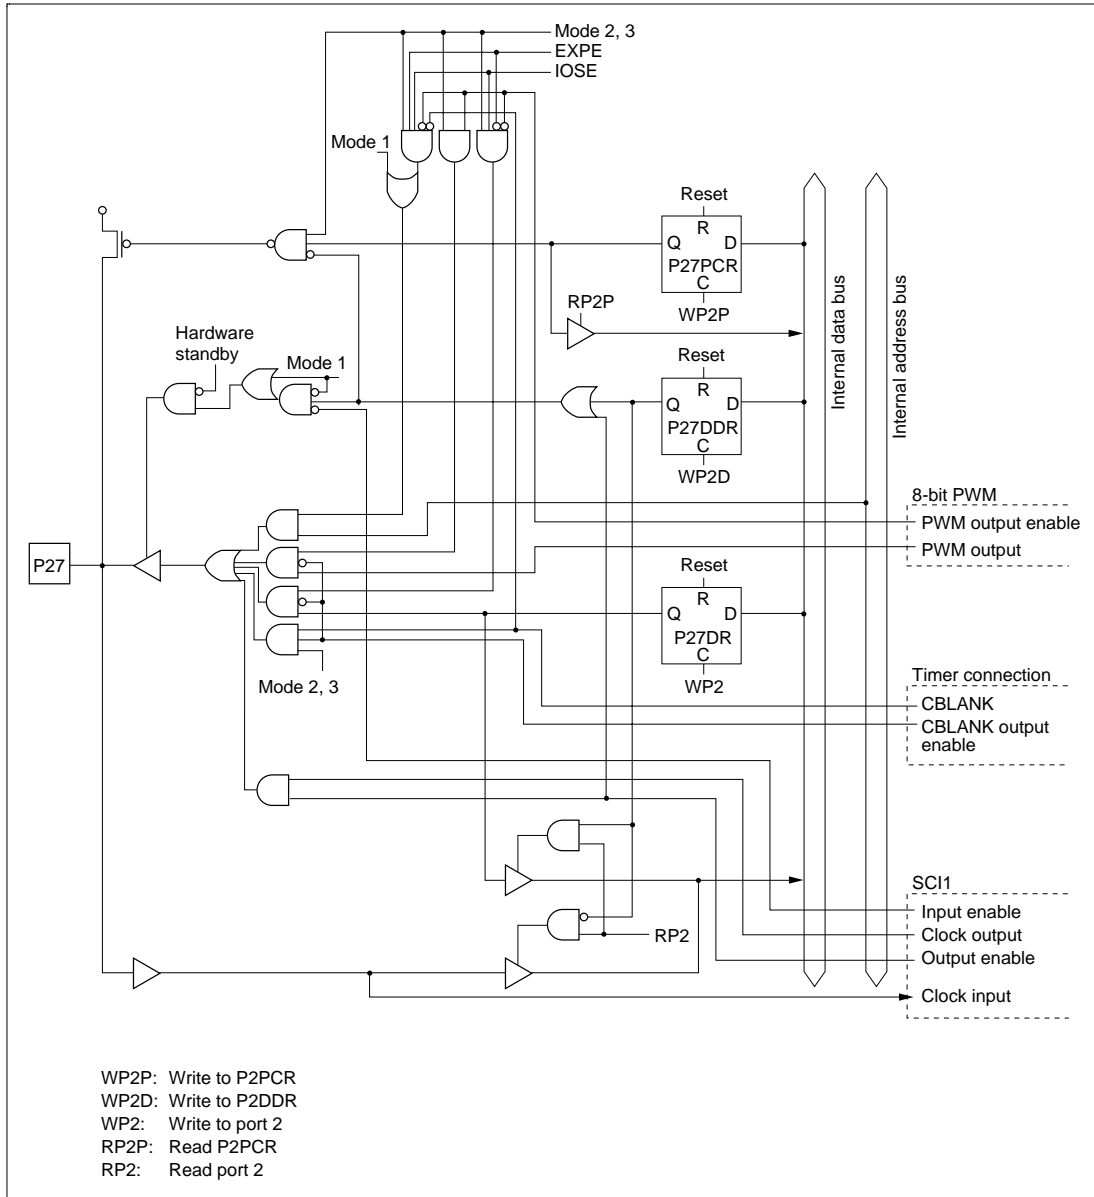 Mode 2, 3
EXPE
IOSE
Mode 1
Reset
R
Q
D
P27PCR
C
WP2P
RP2P
Hardware
standby
Mode 1
Reset
R
Q
D
P27DDR
C
WP2D
Internal data bus
Internal address bus
8-bit PWM
PWM output enable
PWM output
P27
Reset
R
Q
D
P27DR
C
WP2
Mode 2, 3
Timer connection
CBLANK
CBLANK output
enable
SCI1
Input enable
Clock output
Output enable
Clock input
RP2
WP2P: Write to P2PCR
WP2D: Write to P2DDR
WP2: Write to port 2
RP2P: Read P2PCR
RP2: Read port 2